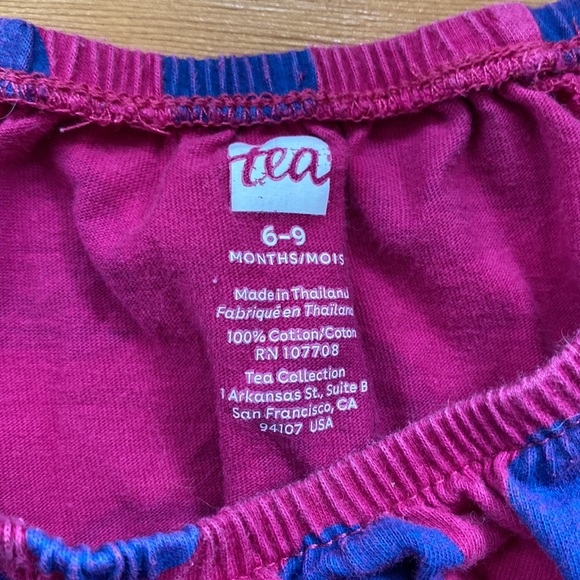 tea
6-9
MONTHS/MOIS
Made in Thailand
Fabriqué en Thailand
100% Cotton/Coton
RN 107708
Tea Collection
1 Arkansas St., Suite B
San Francisco, CA
94107 USA